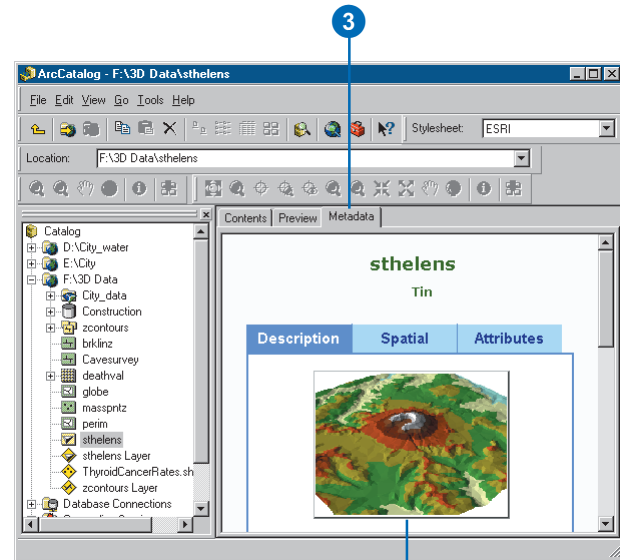 3
ArcCatalog - F:\3D Data\sthelens
File Edit View Go Tools Help
Stylesheet: ESRI
Location: F:\3D Data\sthelens
Contents Preview Metadata
Catalog
D:\City_water
E:\City
F:\3D Data
City_data
Construction
zcontours
brklinz
Cavesurvey
deathval
globe
masspntz
perim
sthelens
sthelens Layer
ThyroidCancerRates.sh
zcontours Layer
Database Connections
sthelens
Tin
Description Spatial Attributes